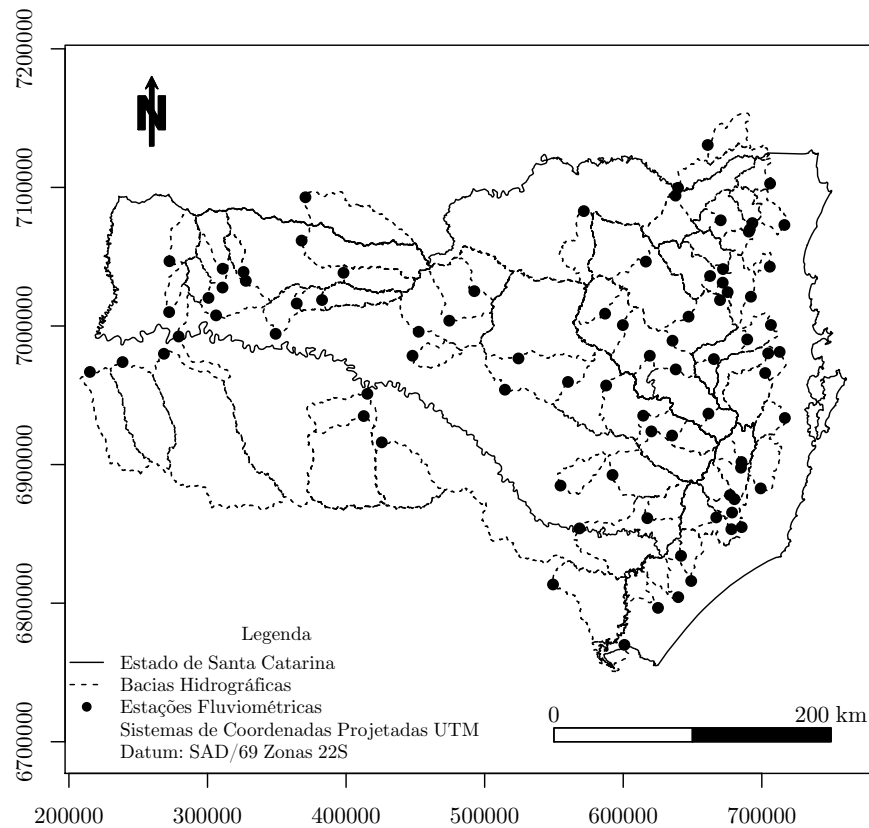 7200000
7100000
7000000
6900000
6800000
6700000
N
Legenda
Estado de Santa Catarina
Bacias Hidrográficas
Estações Fluviométricas
Sistemas de Coordenadas Projetadas UTM
Datum: SAD/69 Zonas 22S
0 200 km
200000 300000 400000 500000 600000 700000